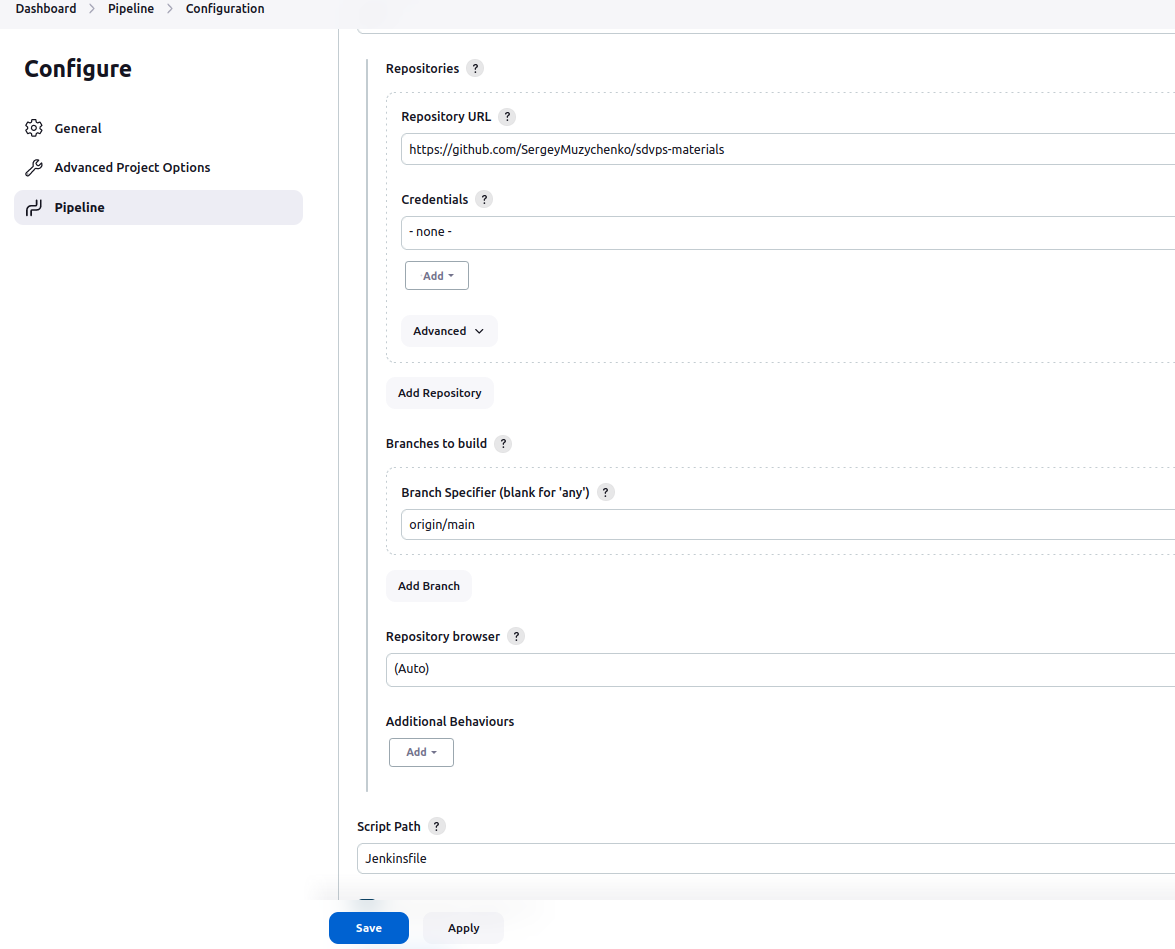 Dashboard > Pipeline > Configuration
Configure
General
Advanced Project Options
Pipeline
Repositories ?
Repository URL ?
https://github.com/SergeyMuzychenko/sdvps-materials
Credentials ?
- none -
Add
Advanced
Add Repository
Branches to build ?
Branch Specifier (blank for 'any') ?
origin/main
Add Branch
Repository browser ?
(Auto)
Additional Behaviours
Add
Script Path ?
Jenkinsfile
Save Apply